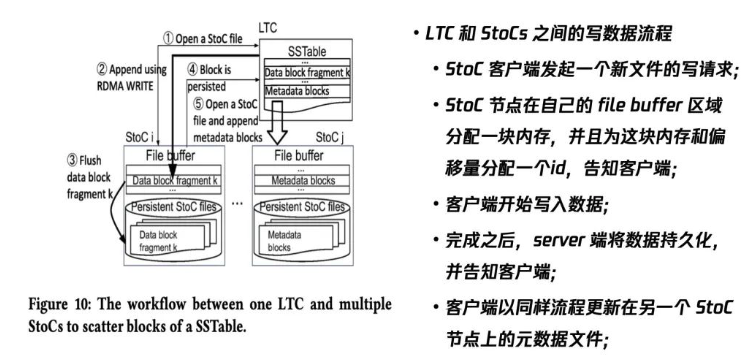 LTC
① Open a StoC file
SSTable
...
Data block fragment k
...
Metadata blocks
② Append using
RDMA WRITE
④ Block is
persisted
⑤ Open a StoC
file and append
metadata blocks
StoC i
StoC j
File buffer
...
Data block fragment k
...
File buffer
...
Metadata blocks
...
③ Flush
data block
fragment k
Persistent StoC files
Data block
fragment k
...
Persistent StoC files
Metadata
blocks
Figure 10: The workflow between one LTC and multiple
StoCs to scatter blocks of a SSTable.
• LTC 和 StoCs 之间的写数据流程
• StoC 客户端发起一个新文件的写请求;
• StoC 节点在自己的 file buffer 区域
分配一块内存，并且为这块内存和偏
移量分配一个id，告知客户端;
• 客户端开始写入数据;
• 完成之后，server 端将数据持久化，
并告知客户端;
• 客户端以同样流程更新在另一个 StoC
节点上的元数据文件;